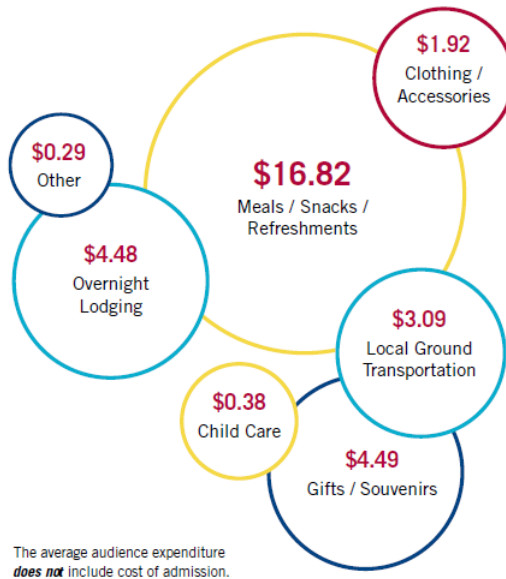 $1.92
Clothing /
Accessories
$0.29
Other
$16.82
Meals / Snacks /
Refreshments
$4.48
Overnight
Lodging
$3.09
Local Ground
Transportation
$0.38
Child Care
$4.49
Gifts / Souvenirs
The average audience expenditure
does not include cost of admission.